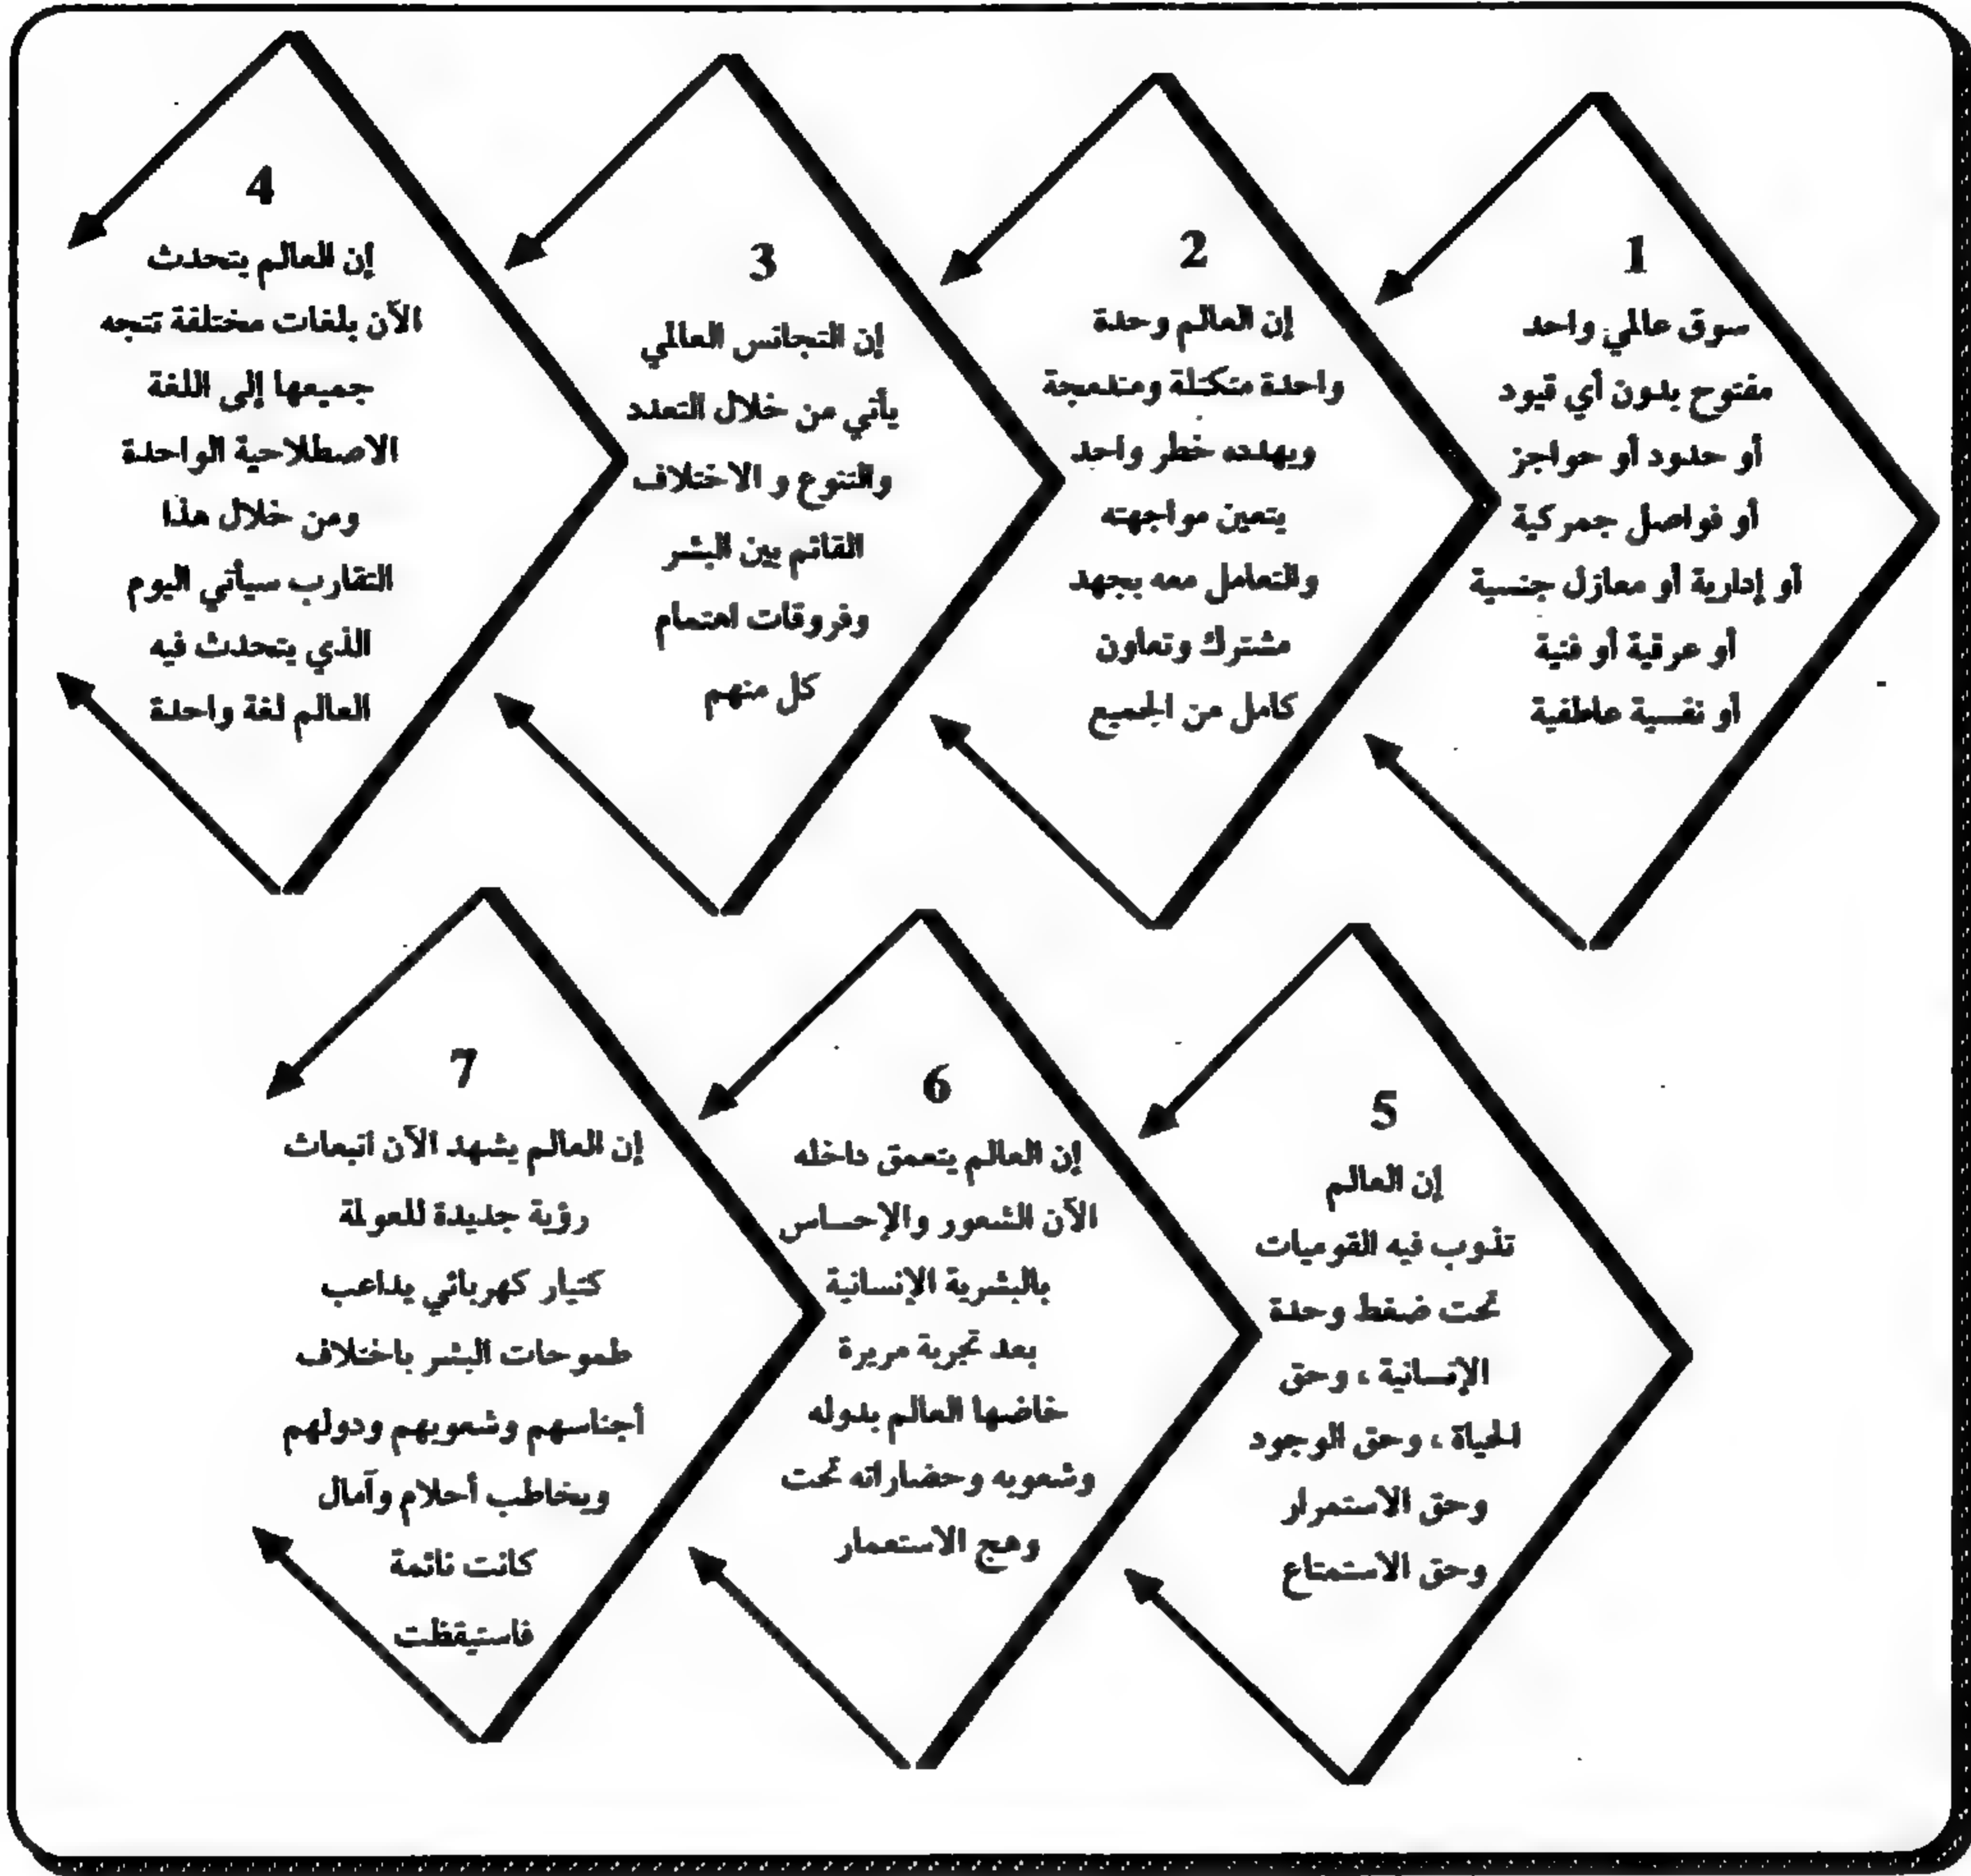 1
سوق عالمي واحد
مفتوح بدون أي قيود
أو حدود أو حواجز
أو فواصل جمركية
أو إدارية أو معازل جنسية
أو عرقية أو فنية
أو نفسية عاطفية
2
إن العالم وحدة
واحدة متكتلة ومندمجة
ويهدده خطر واحد
يتعين مواجهته
والتعامل معه بجهد
مشترك وتعاون
كامل من الجميع
3
إن التجانس العالمي
يأتي من خلال التعدد
والتنوع و الاختلاف
القائم بين البشر
وفروقات اهتمام
كل منهم
4
إن العالم يتحدث
الآن بلغات مختلفة تتجه
جميعها إلى اللغة
الاصطلاحية الواحدة
ومن خلال هذا
التقارب سيأتي اليوم
الذي يتحدث فيه
العالم لغة واحدة
5
إن العالم
تذوب فيه القوميات
تحت ضغط وحدة
الإنسانية ، وحق
الحياة ، وحق الوجود
وحق الاستمرار
وحق الاستمتاع
6
إن العالم يتعمق داخله
الآن الشعور والإحساس
بالبشرية الإنسانية
بعد تجربة مريرة
خاضها العالم بدوله
وشعوبه وحضاراته تحت
وهج الاستعمار
7
إن العالم يشهد الآن انبعاث
رؤية جديدة للعولمة
كتيار كهربائي يداعب
طموحات البشر باختلاف
أجناسهم وشعوبهم ودولهم
ويخاطب أحلام وآمال
كانت نائمة
فاستيقظت